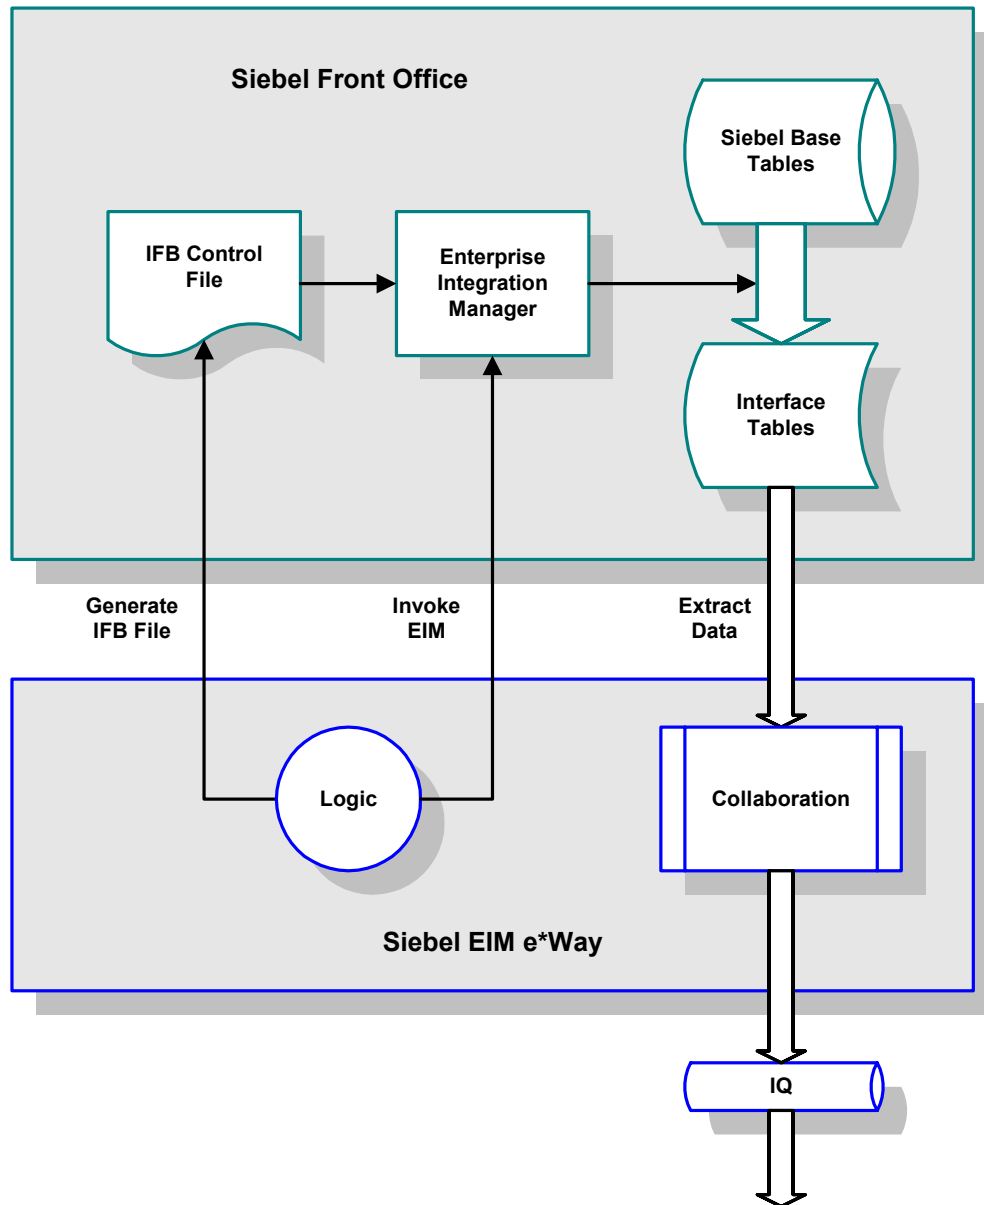 Siebel Front Office
Siebel Base
Tables
IFB Control
File
Enterprise
Integration
Manager
Interface
Tables
Generate
IFB File
Invoke
EIM
Extract
Data
Logic
Collaboration
Siebel EIM e*Way
IQ